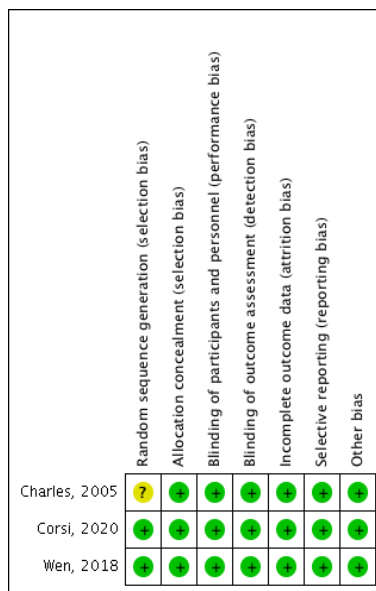 Random sequence generation (selection bias)
Allocation concealment (selection bias)
Blinding of participants and personnel (performance bias)
Blinding of outcome assessment (detection bias)
Incomplete outcome data (attrition bias)
Selective reporting (reporting bias)
Other bias
Charles, 2005 ? + + + + + +
Corsi, 2020 + + + + + + +
Wen, 2018 + + + + + + +